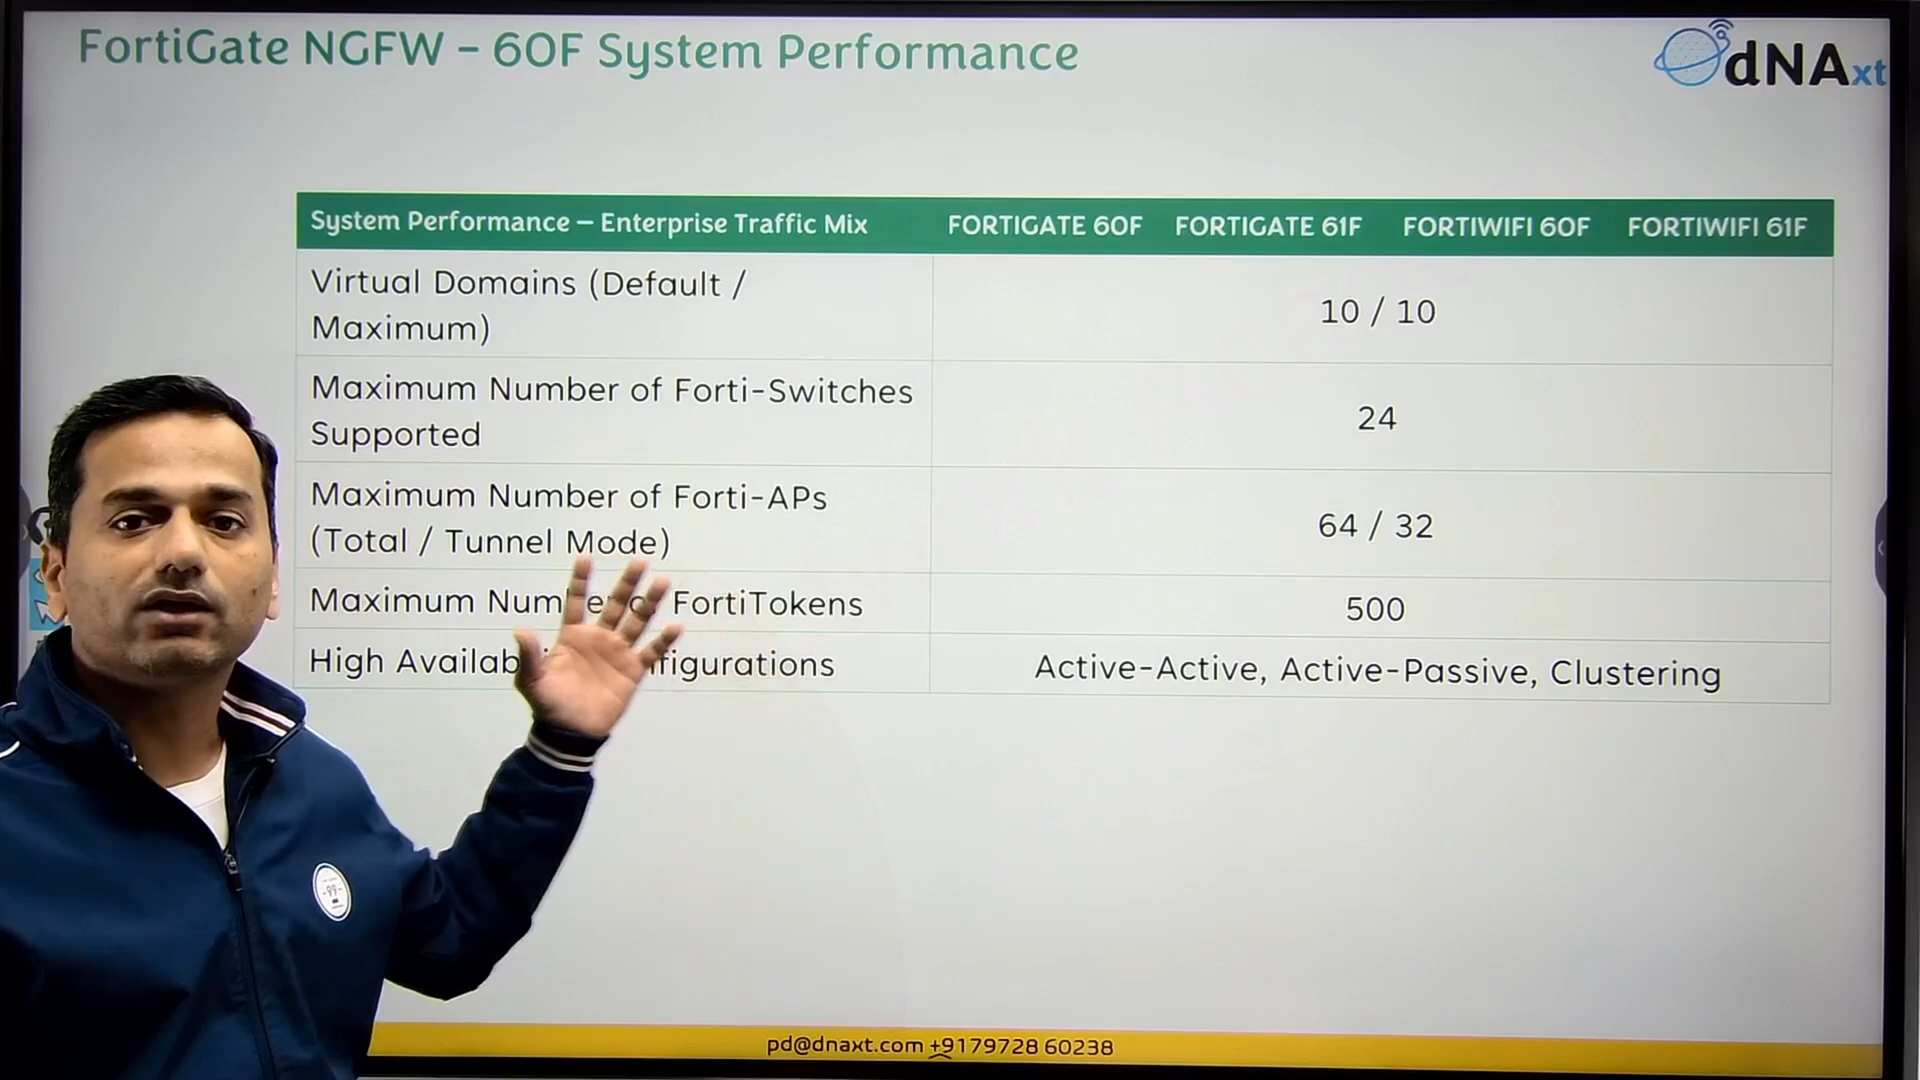 FortiGate NGFW – 60F System Performance
dNAxt
System Performance – Enterprise Traffic Mix FORTIGATE 60F FORTIGATE 61F FORTIWIFI 60F FORTIWIFI 61F
Virtual Domains (Default /
Maximum)
10 / 10
Maximum Number of Forti-Switches
Supported
24
Maximum Number of Forti-APs
(Total / Tunnel Mode)
64 / 32
Maximum Number of FortiTokens
500
High Availab figurations
Active-Active, Active-Passive, Clustering
99
pd@dnaxt.com +9179728 60238